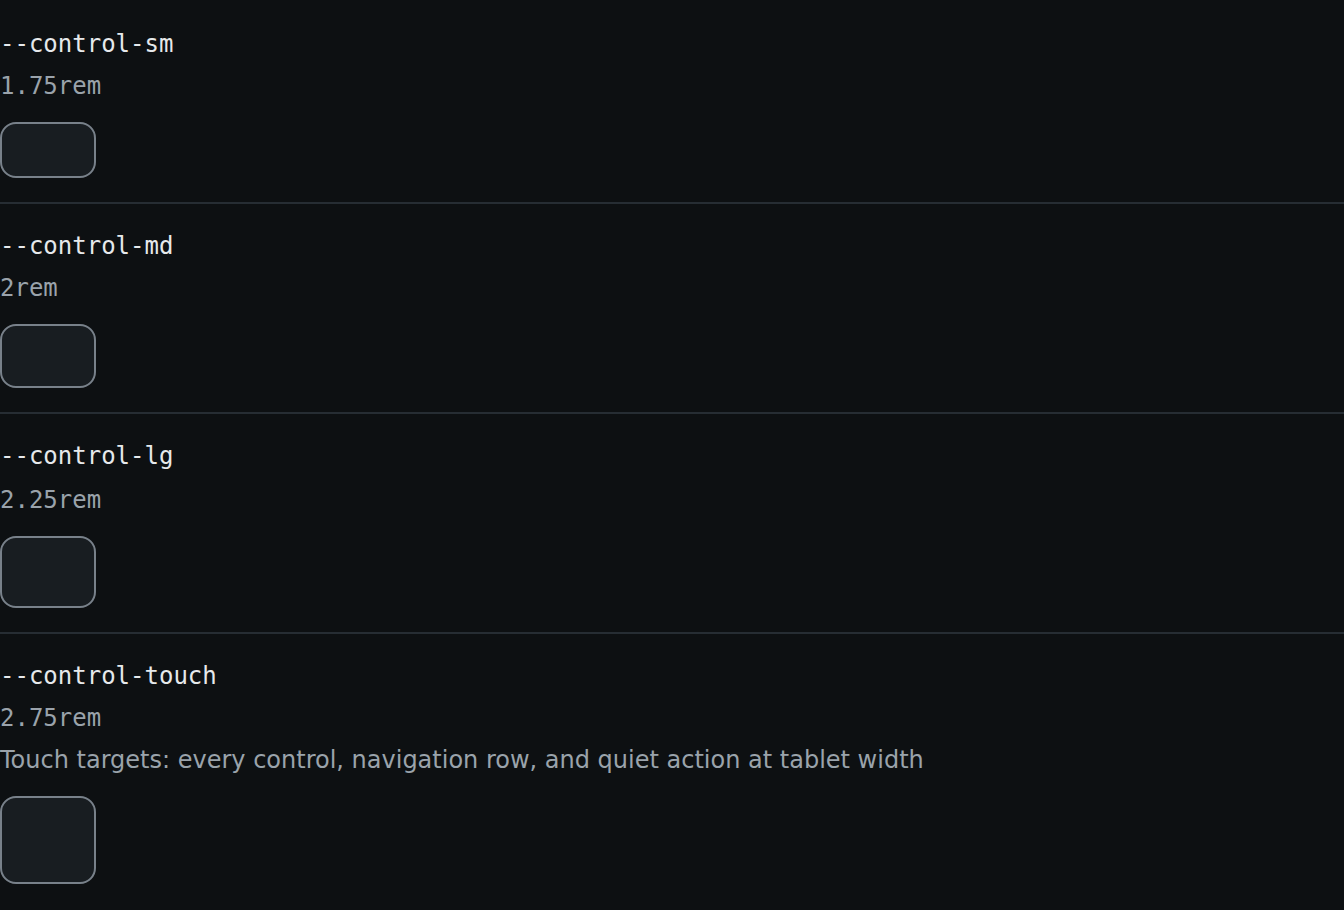 --control-sm
1.75rem
--control-md
2rem
--control-lg
2.25rem
--control-touch
2.75rem
Touch targets: every control, navigation row, and quiet action at tablet width